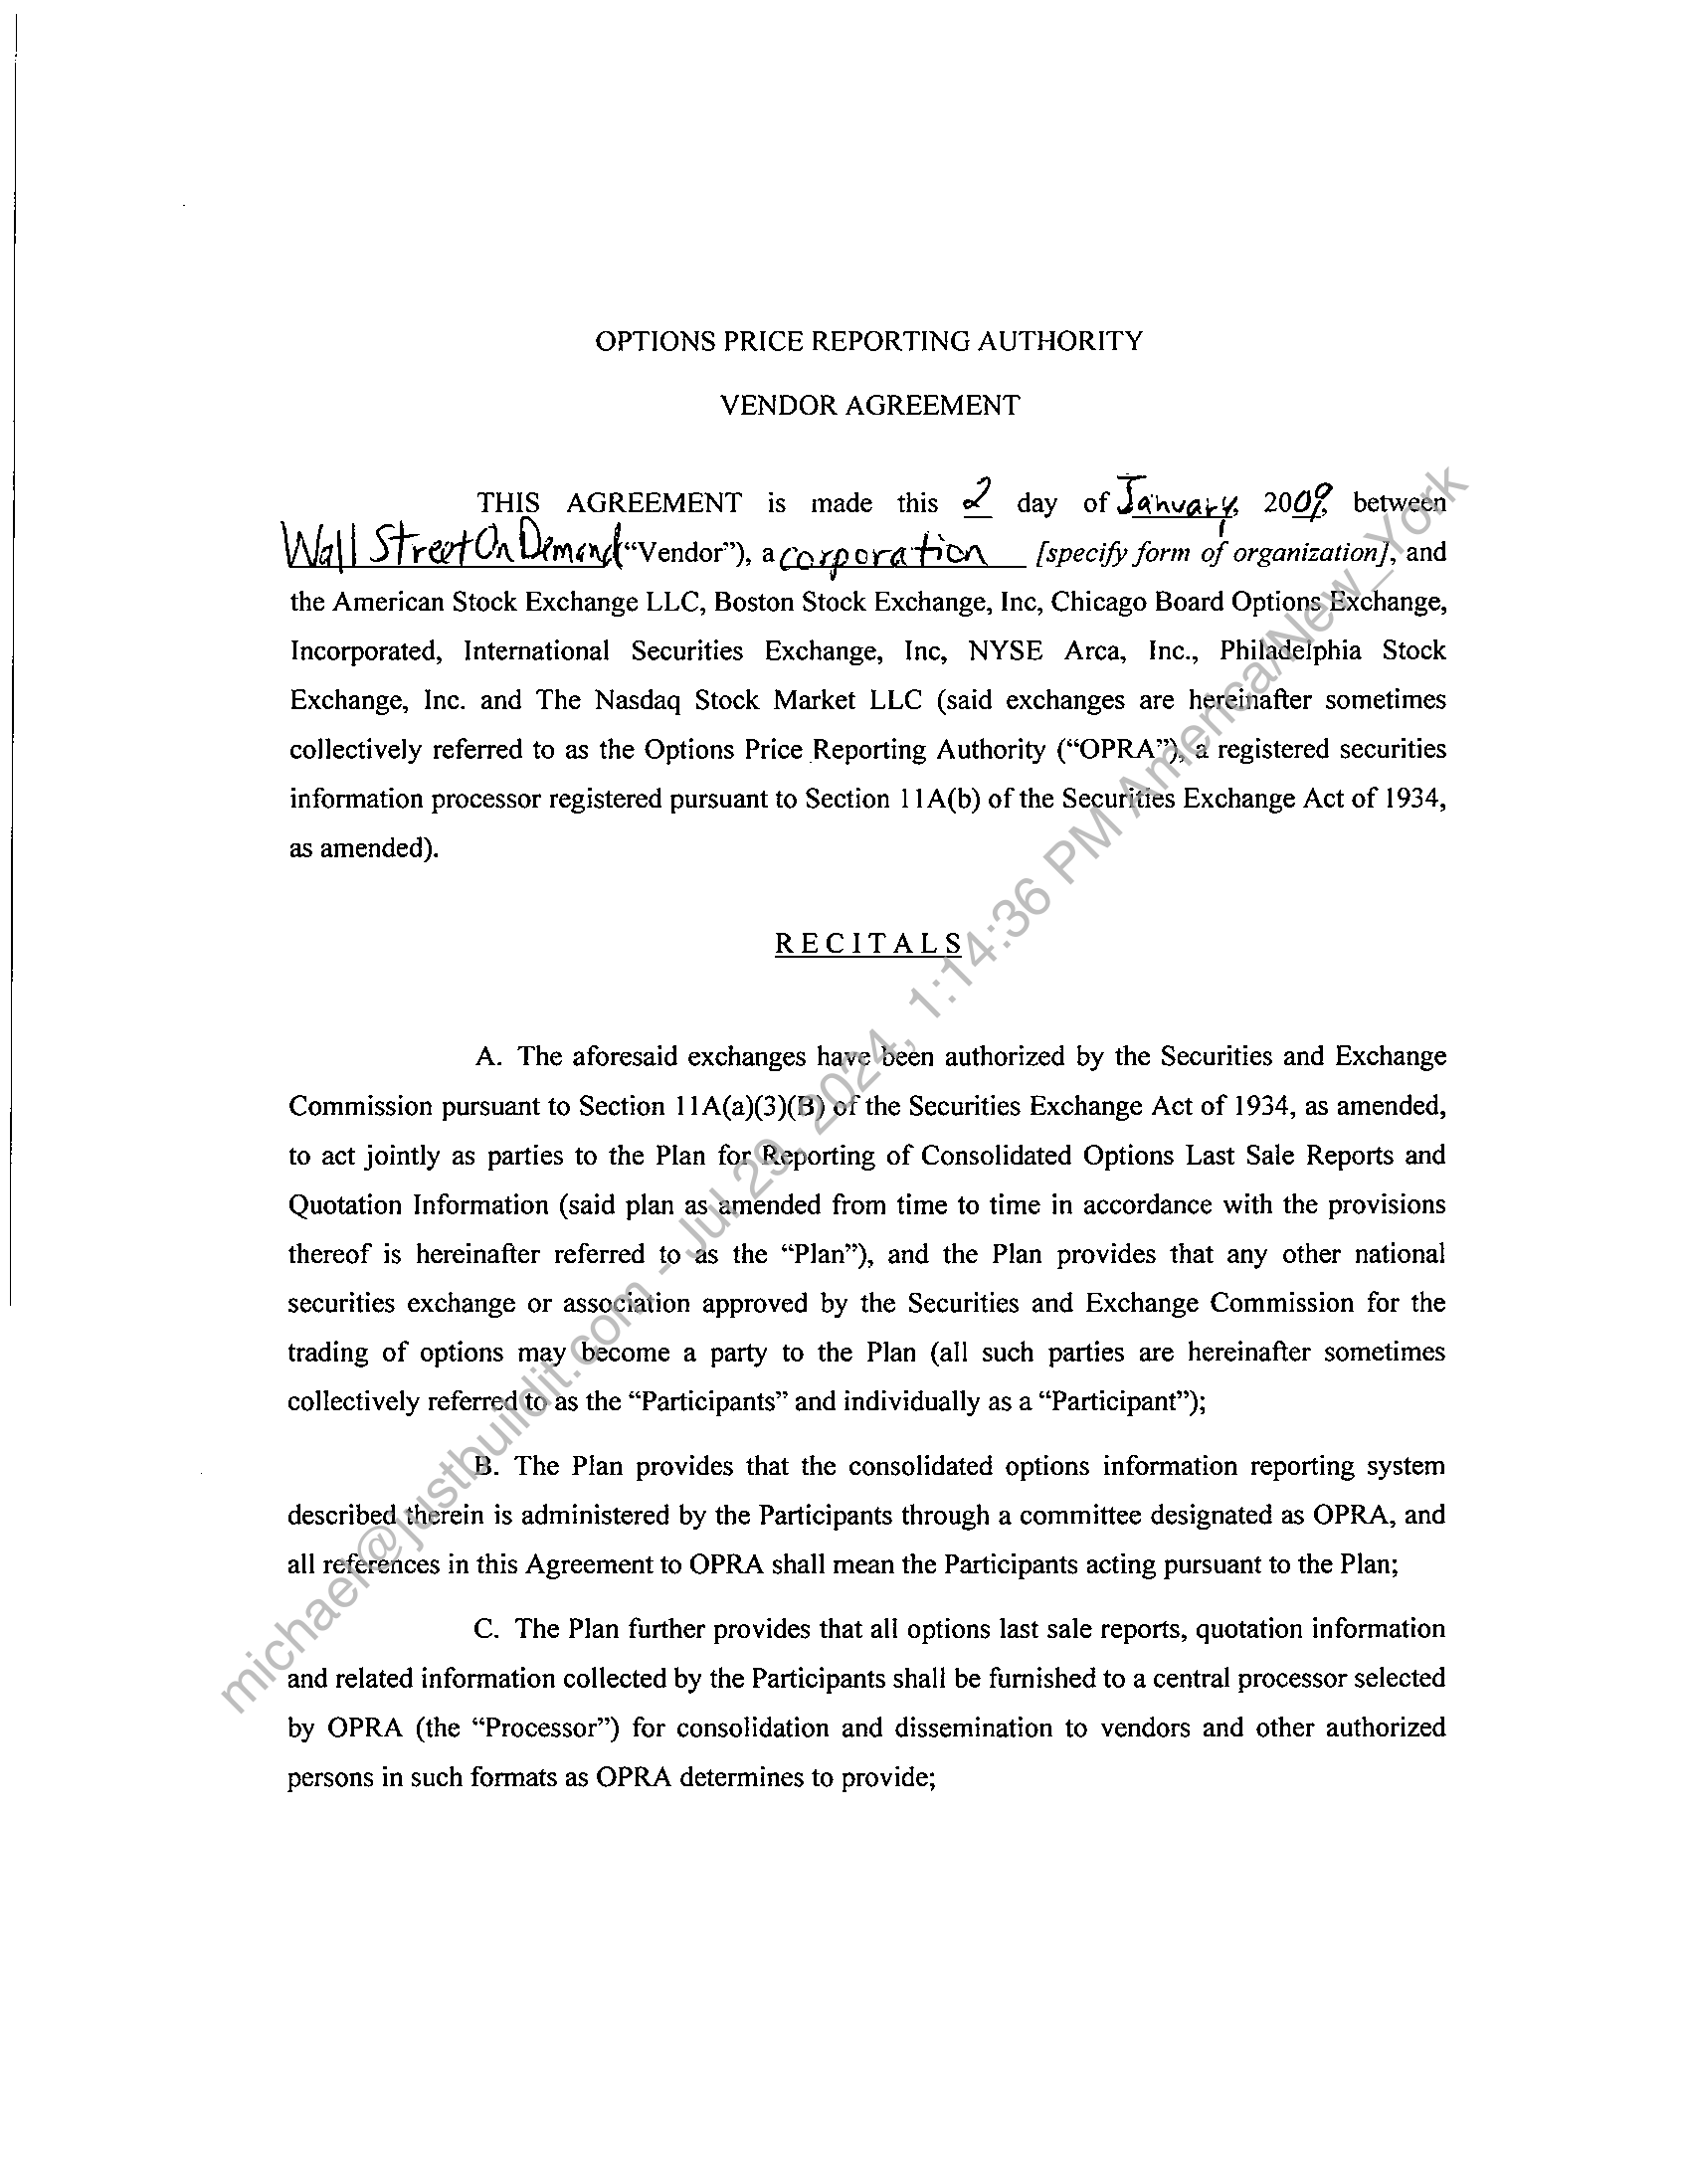 OPTIONS PRICE REPORTING AUTHORITY
VENDOR AGREEMENT
THIS AGREEMENT is made this 2 day of January, 2009, between
Wall Street On Demand (“Vendor”), a corporation [specify form of organization], and
the American Stock Exchange LLC, Boston Stock Exchange, Inc, Chicago Board Options Exchange,
Incorporated, International Securities Exchange, Inc, NYSE Arca, Inc., Philadelphia Stock
Exchange, Inc. and The Nasdaq Stock Market LLC (said exchanges are hereinafter sometimes
collectively referred to as the Options Price Reporting Authority (“OPRA”), a registered securities
information processor registered pursuant to Section 11A(b) of the Securities Exchange Act of 1934,
as amended).
RECITALS
A. The aforesaid exchanges have been authorized by the Securities and Exchange
Commission pursuant to Section 11A(a)(3)(B) of the Securities Exchange Act of 1934, as amended,
to act jointly as parties to the Plan for Reporting of Consolidated Options Last Sale Reports and
Quotation Information (said plan as amended from time to time in accordance with the provisions
thereof is hereinafter referred to as the “Plan”), and the Plan provides that any other national
securities exchange or association approved by the Securities and Exchange Commission for the
trading of options may become a party to the Plan (all such parties are hereinafter sometimes
collectively referred to as the “Participants” and individually as a “Participant”);
B. The Plan provides that the consolidated options information reporting system
described therein is administered by the Participants through a committee designated as OPRA, and
all references in this Agreement to OPRA shall mean the Participants acting pursuant to the Plan;
C. The Plan further provides that all options last sale reports, quotation information
and related information collected by the Participants shall be furnished to a central processor selected
by OPRA (the “Processor”) for consolidation and dissemination to vendors and other authorized
persons in such formats as OPRA determines to provide;
michael@justbuildit.com - Jul 29, 2024, 1:14:36 PM America/New_York